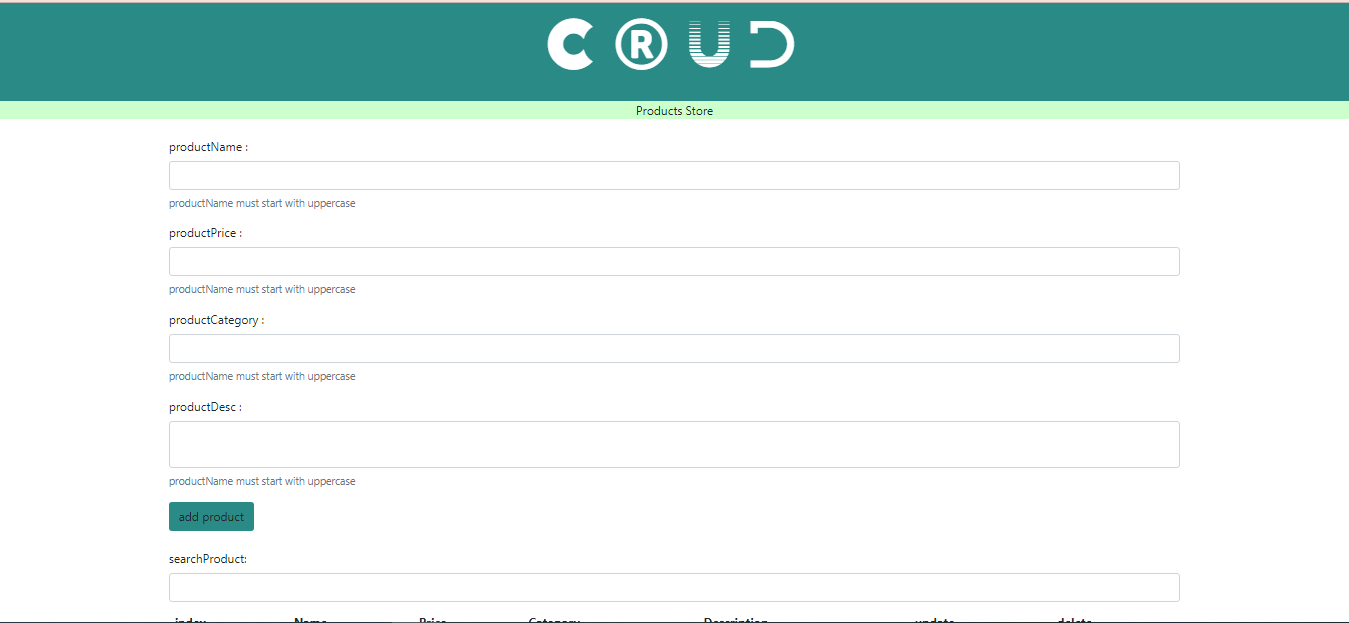 C®UD
Products Store
productName :
productName must start with uppercase
productPrice :
productName must start with uppercase
productCategory :
productName must start with uppercase
productDesc :
productName must start with uppercase
add product
searchProduct:
index Name Price Category Description update delete